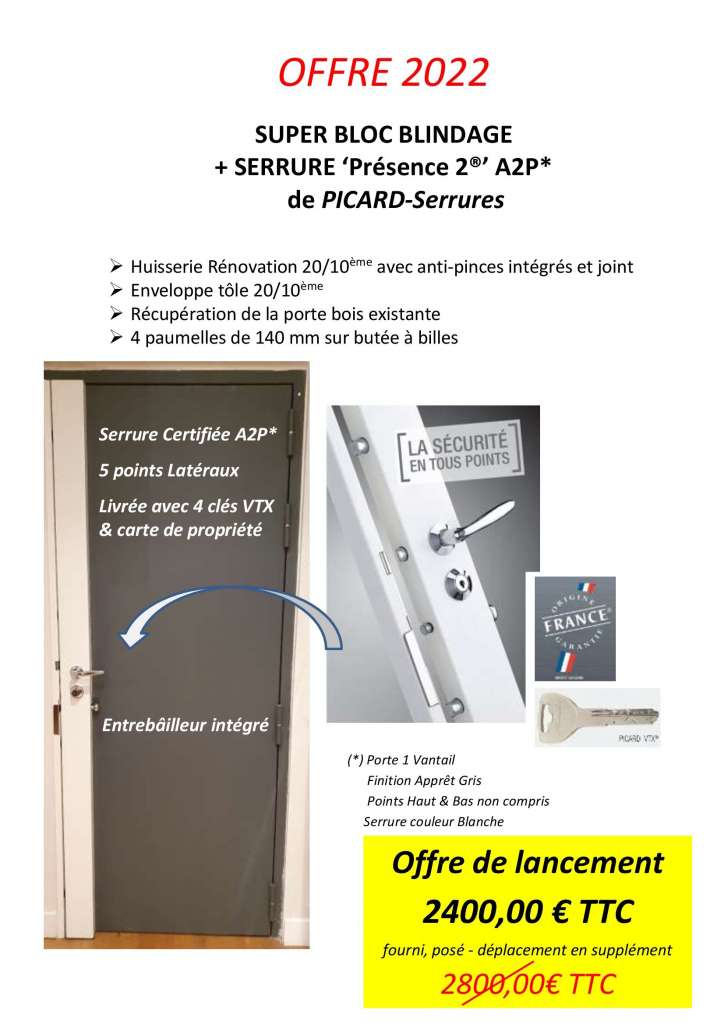 OFFRE 2022
SUPER BLOC BLINDAGE
+ SERRURE ‘Présence 2®’ A2P*
de PICARD-Serrures
➢ Huisserie Rénovation 20/10ème avec anti-pinces intégrés et joint
➢ Enveloppe tôle 20/10ème
➢ Récupération de la porte bois existante
➢ 4 paumelles de 140 mm sur butée à billes
Serrure Certifiée A2P*
5 points Latéraux
Livrée avec 4 clés VTX
& carte de propriété
Entrebâilleur intégré
LA SÉCURITÉ
EN TOUS POINTS
ORIGINE
FRANCE®
GARANTIE
PICARD VTX®
(*) Porte 1 Vantail
Finition Apprêt Gris
Points Haut & Bas non compris
Serrure couleur Blanche
Offre de lancement
2400,00 € TTC
fourni, posé - déplacement en supplément
2800,00€ TTC